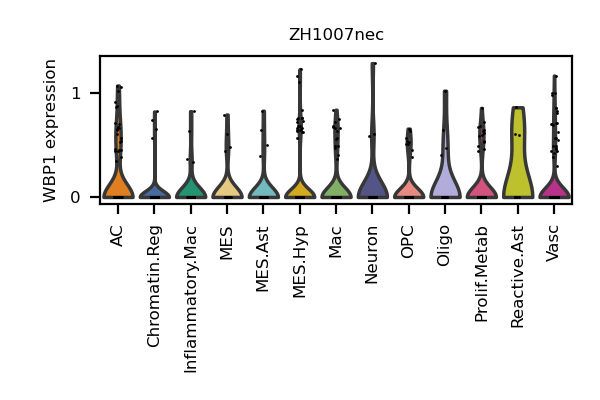 ZH1007nec
WBP1 expression
1
0
AC
Chromatin.Reg
Inflammatory.Mac
MES
MES.Ast
MES.Hyp
Mac
Neuron
OPC
Oligo
Prolif.Metab
Reactive.Ast
Vasc